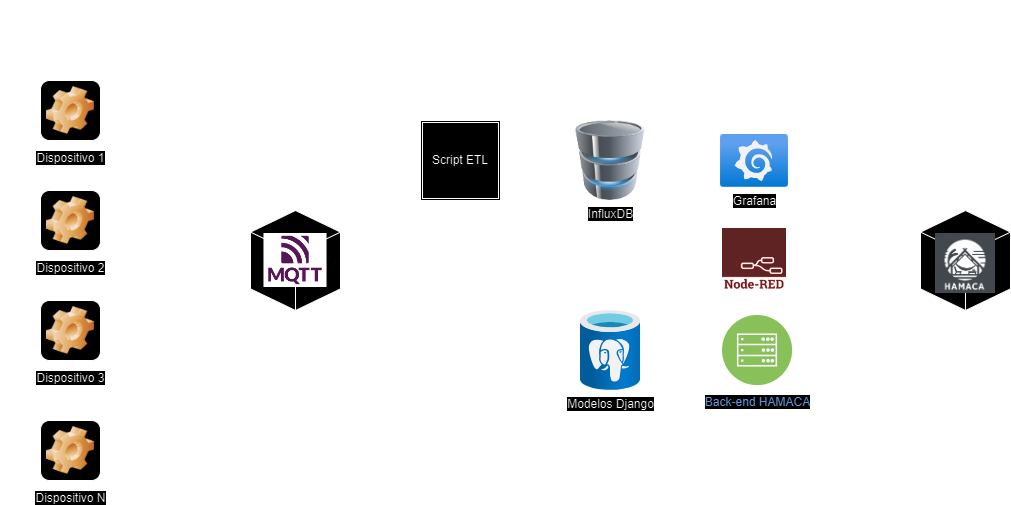 Dispositivo 1
Dispositivo 2
Dispositivo 3
Dispositivo N
MQTT
Script ETL
InfluxDB
Modelos Django
Grafana
Node-RED
Back-end HAMACA
HAMACA